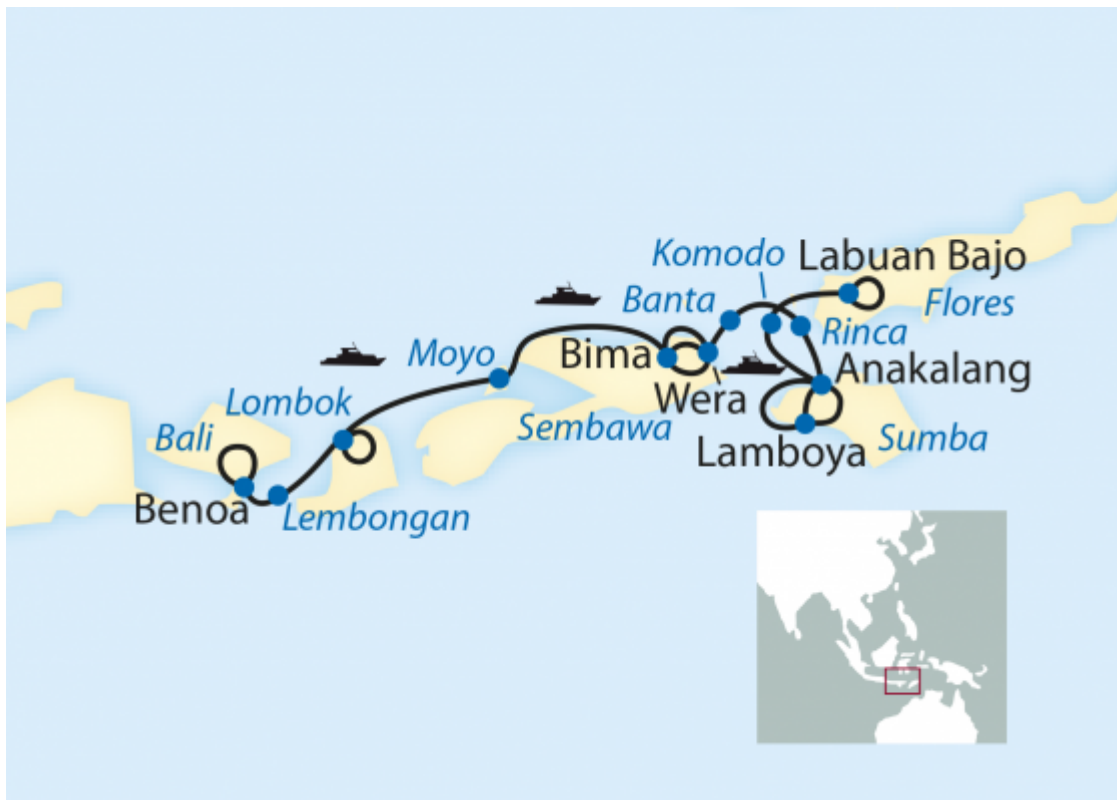 Komodo
Labuan Bajo
Banta
Flores
Rinca
Moyo
Bima
Anakalang
Wera
Lombok
Bali
Sembawa
Sumba
Lamboya
Benoa
Lembongan